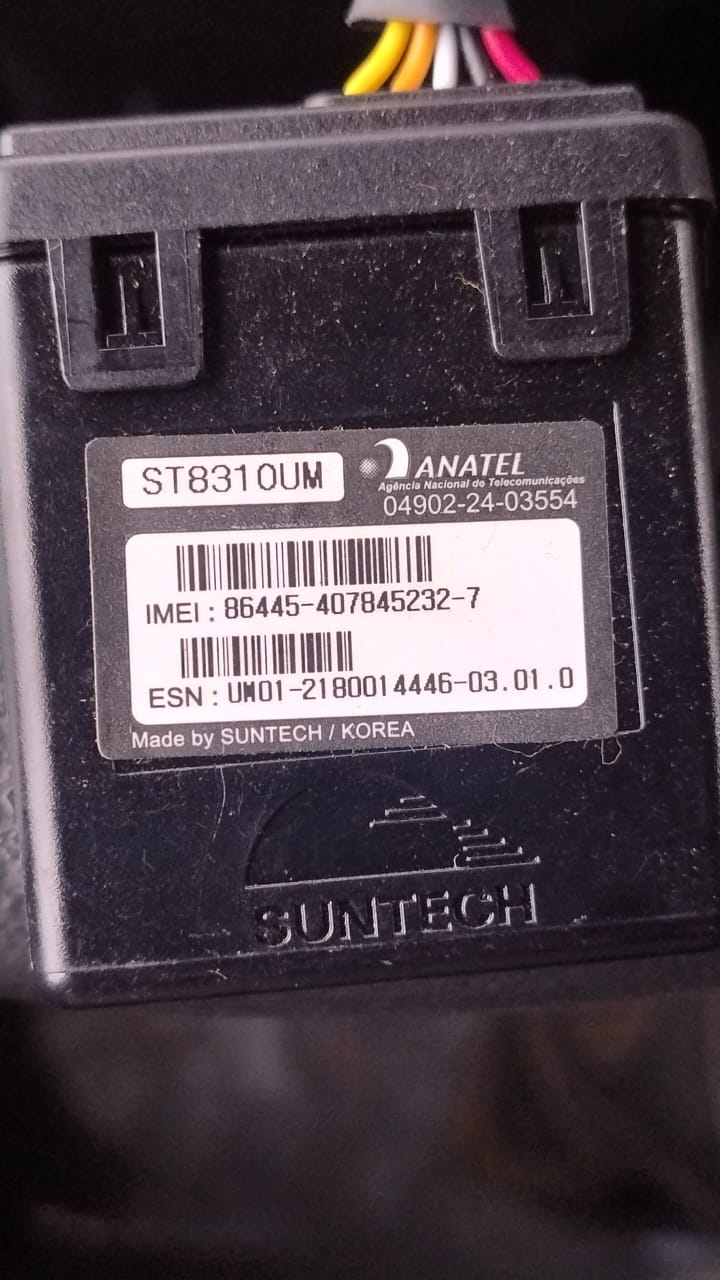 ST8310UM
ANATEL
Agência Nacional de Telecomunicações
04902-24-03554
IMEI : 86445-407845232-7
ESN : UM01-2180014446-03.01.0
Made by SUNTECH / KOREA
SUNTECH